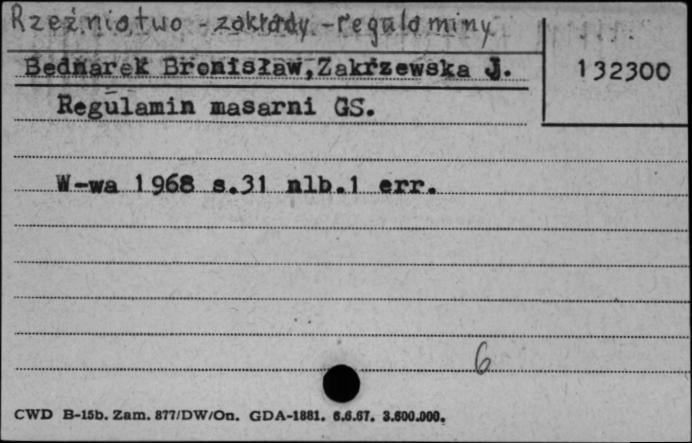 Rzeźnictwo - zakłady - regulaminy
Bednarek Bronisław, Zakrzewska J.
132300
Regulamin masarni GS.
W-wa 1968 s.31 nlb.1 err.
6
CWD B-15b. Zam. 877/DW/On. GDA-1881. 6.6.67. 3.600.000.